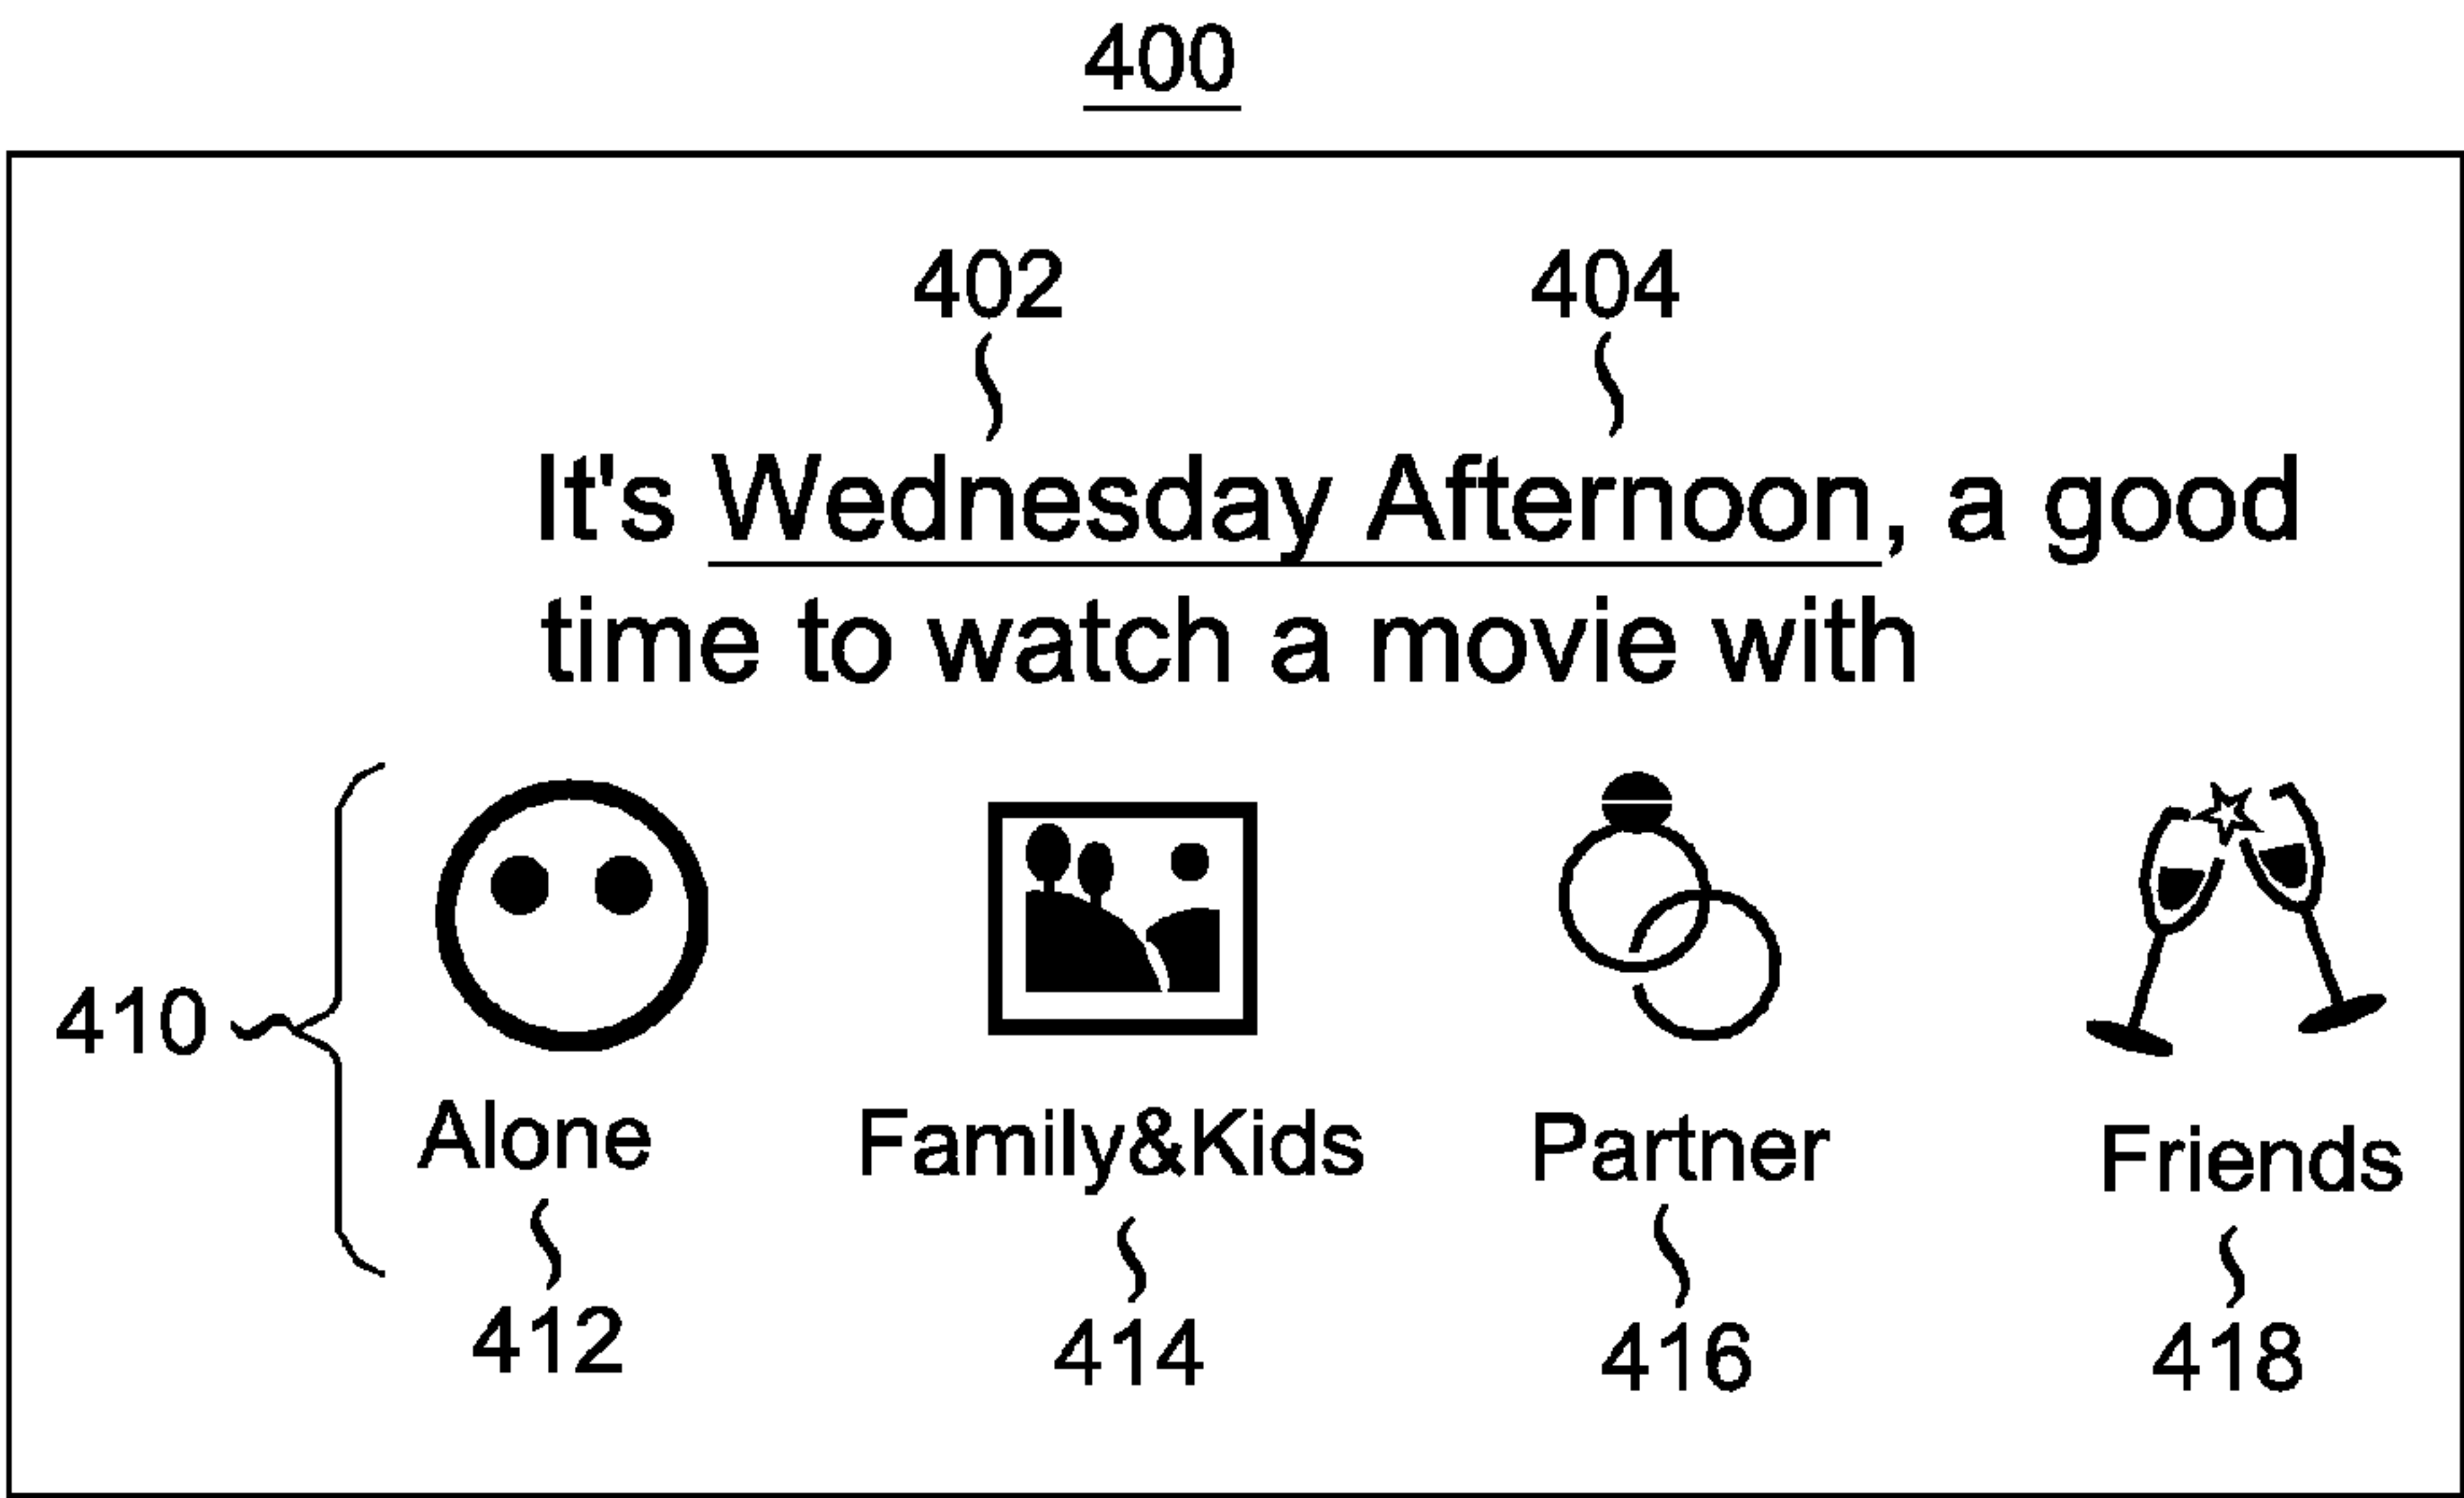 400
402 404
It's Wednesday Afternoon, a good
time to watch a movie with
410
Alone Family&Kids Partner Friends
412 414 416 418